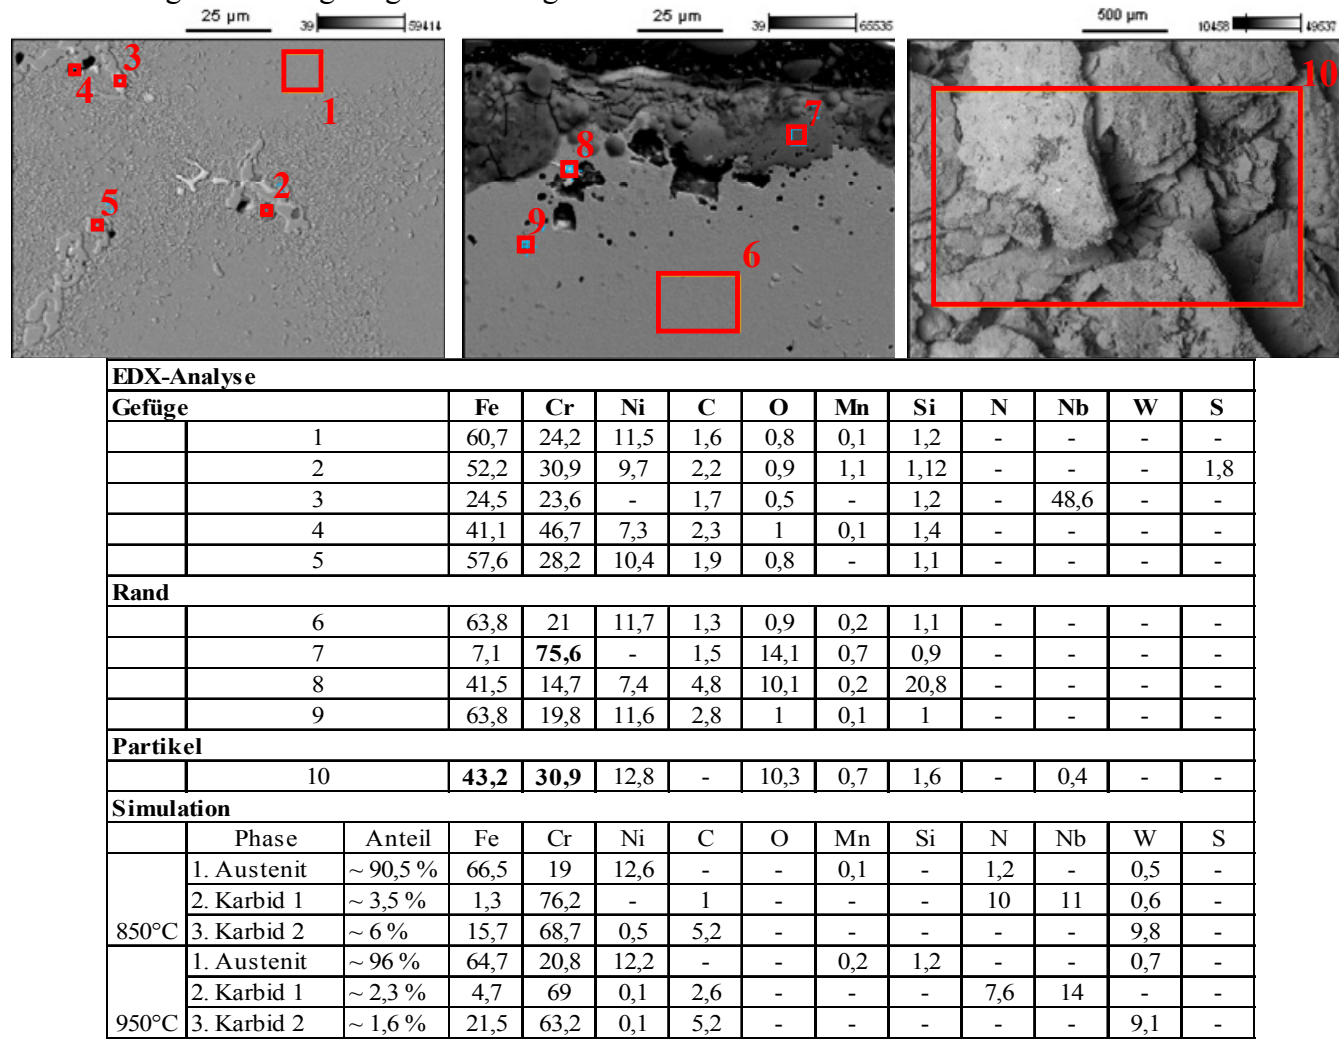 25 µm 39 59414 25 µm 39 65535 500 µm 10458 49537
3
4
1
2
5
7
8
9
6
10
EDX-Analyse
Gefüge Fe Cr Ni C O Mn Si N Nb W S
1 60,7 24,2 11,5 1,6 0,8 0,1 1,2 - - - -
2 52,2 30,9 9,7 2,2 0,9 1,1 1,12 - - - 1,8
3 24,5 23,6 - 1,7 0,5 - 1,2 - 48,6 - -
4 41,1 46,7 7,3 2,3 1 0,1 1,4 - - - -
5 57,6 28,2 10,4 1,9 0,8 - 1,1 - - - -
Rand
6 63,8 21 11,7 1,3 0,9 0,2 1,1 - - - -
7 7,1 75,6 - 1,5 14,1 0,7 0,9 - - - -
8 41,5 14,7 7,4 4,8 10,1 0,2 20,8 - - - -
9 63,8 19,8 11,6 2,8 1 0,1 1 - - - -
Partikel
10 43,2 30,9 12,8 - 10,3 0,7 1,6 - 0,4 - -
Simulation
Phase Anteil Fe Cr Ni C O Mn Si N Nb W S
1. Austenit ~ 90,5 % 66,5 19 12,6 - - 0,1 - 1,2 - 0,5 -
2. Karbid 1 ~ 3,5 % 1,3 76,2 - 1 - - - 10 11 0,6 -
850°C 3. Karbid 2 ~ 6 % 15,7 68,7 0,5 5,2 - - - - - 9,8 -
1. Austenit ~ 96 % 64,7 20,8 12,2 - - 0,2 1,2 - - 0,7 -
2. Karbid 1 ~ 2,3 % 4,7 69 0,1 2,6 - - - 7,6 14 - -
950°C 3. Karbid 2 ~ 1,6 % 21,5 63,2 0,1 5,2 - - - - - 9,1 -